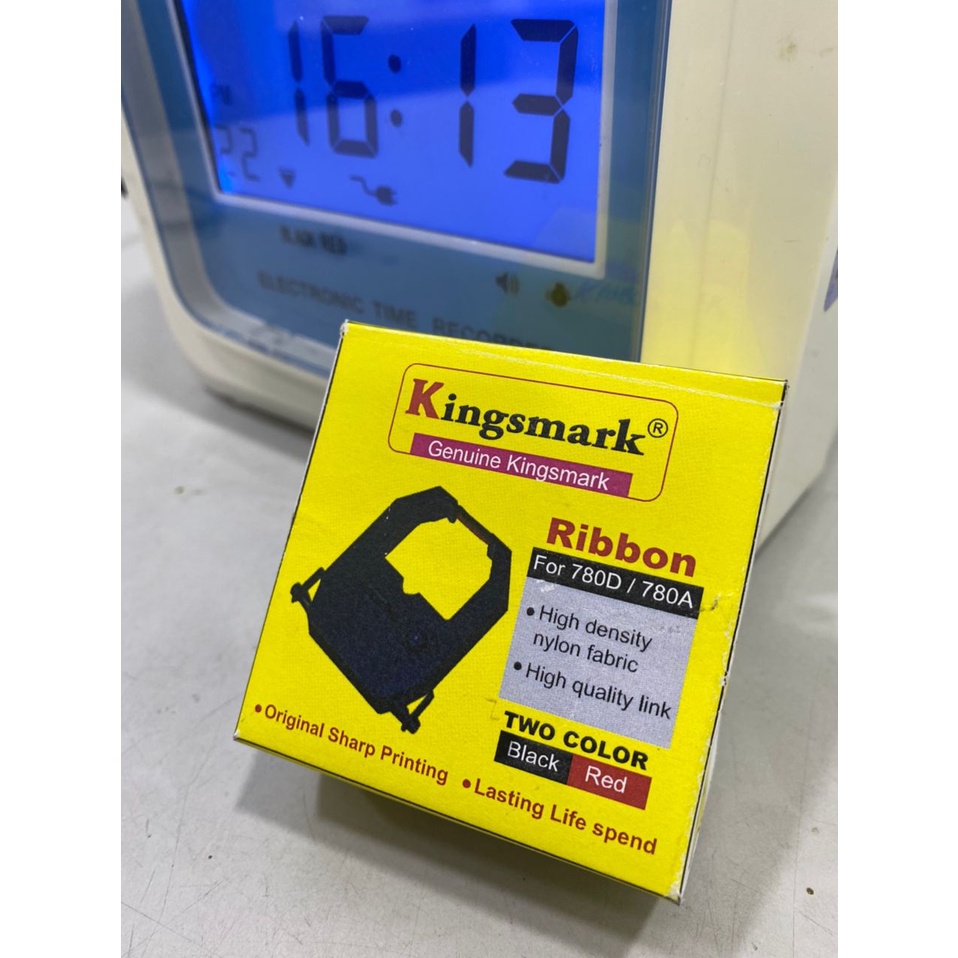 16:13
22
ELECTRONIC TIME RECORDER
Kingsmark®
Genuine Kingsmark
Ribbon
For 780D / 780A
• High density
nylon fabric
• High quality link
TWO COLOR
Black Red
• Original Sharp Printing • Lasting Life spend